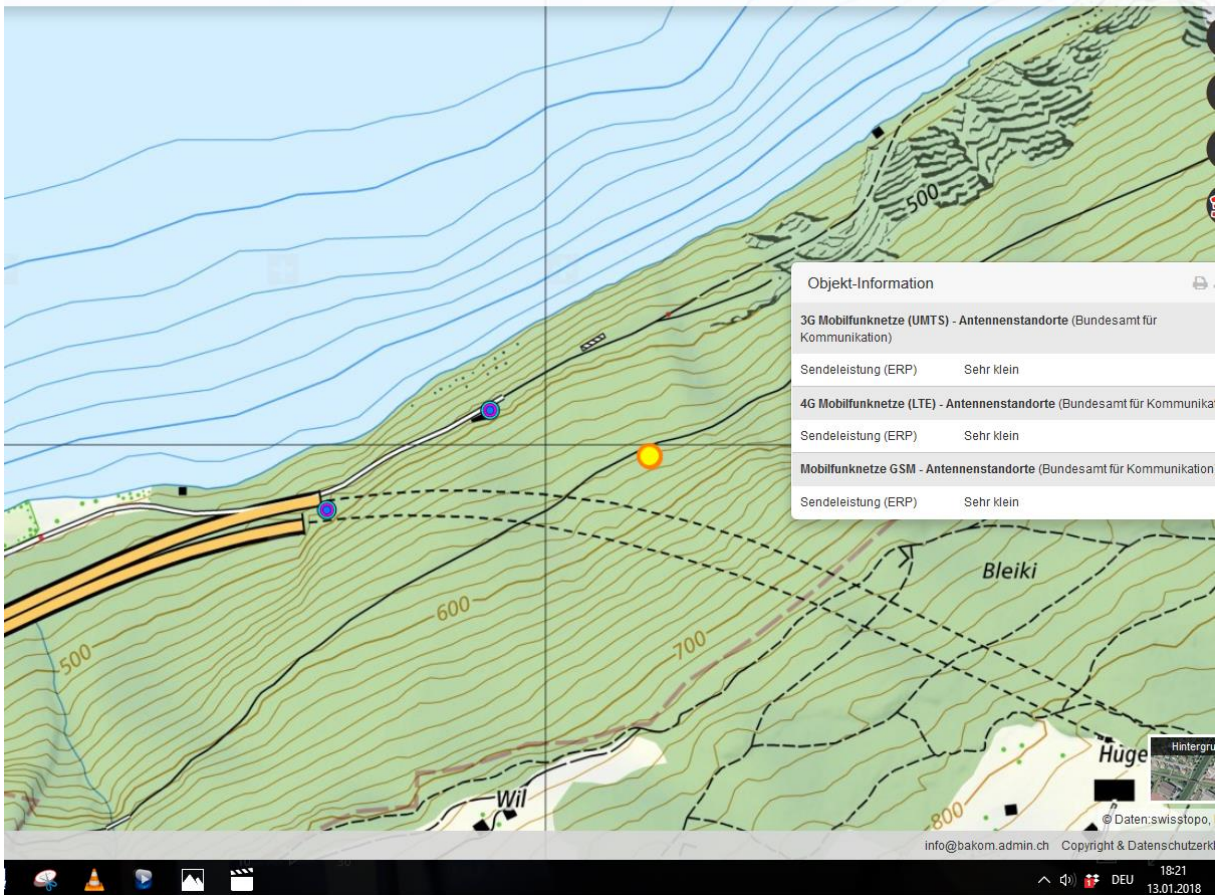 500
Objekt-Information
3G Mobilfunknetze (UMTS) - Antennenstandorte (Bundesamt für
Kommunikation)
Sendeleistung (ERP) Sehr klein
4G Mobilfunknetze (LTE) - Antennenstandorte (Bundesamt für Kommunika
Sendeleistung (ERP) Sehr klein
Mobilfunknetze GSM - Antennenstandorte (Bundesamt für Kommunikation
Sendeleistung (ERP) Sehr klein
Bleiki
600
700
500
Hüge
Hintergru
Wil
800
© Daten:swisstopo,
info@bakom.admin.ch Copyright & Datenschutzerkl
DEU
18:21
13.01.2018